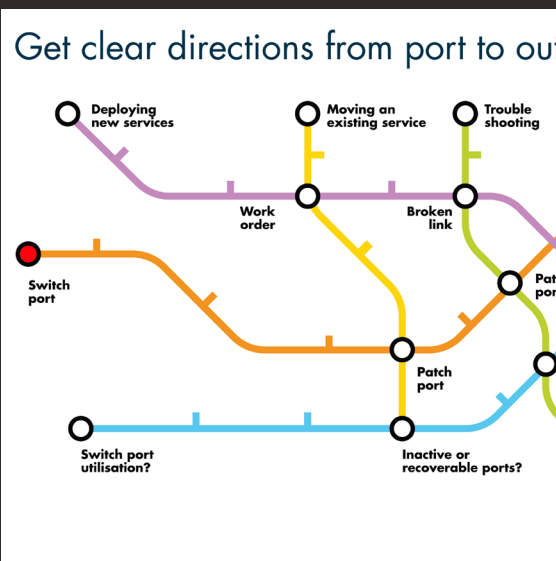 Get clear directions from port to
Deploying
new services
Moving an
existing service
Trouble
shooting
Work
order
Broken
link
Switch
port
Patch
port
Switch port
utilisation?
Inactive or
recoverable ports?